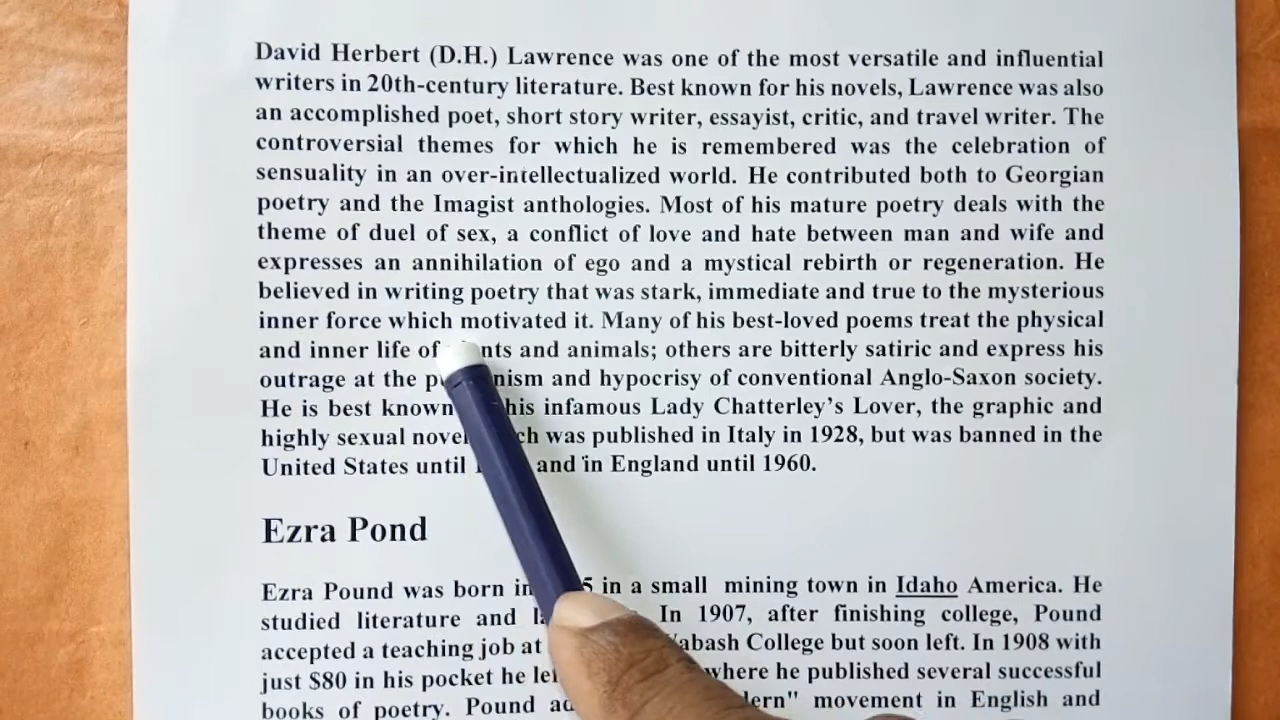 David Herbert (D.H.) Lawrence was one of the most versatile and influential
writers in 20th-century literature. Best known for his novels, Lawrence was also
an accomplished poet, short story writer, essayist, critic, and travel writer. The
controversial themes for which he is remembered was the celebration of
sensuality in an over-intellectualized world. He contributed both to Georgian
poetry and the Imagist anthologies. Most of his mature poetry deals with the
theme of duel of sex, a conflict of love and hate between man and wife and
expresses an annihilation of ego and a mystical rebirth or regeneration. He
believed in writing poetry that was stark, immediate and true to the mysterious
inner force which motivated it. Many of his best-loved poems treat the physical
and inner life of and animals; others are bitterly satiric and express his
outrage at the and hypocrisy of conventional Anglo-Saxon society.
He is best known his infamous Lady Chatterley's Lover, the graphic and
highly sexual was published in Italy in 1928, but was banned in the
United States until and in England until 1960.
Ezra Pond
Ezra Pound was born in in a small mining town in Idaho America. He
studied literature and In 1907, after finishing college, Pound
accepted a teaching job at College but soon left. In 1908 with
just $80 in his pocket he where he published several successful
books of poetry. Pound movement in English and